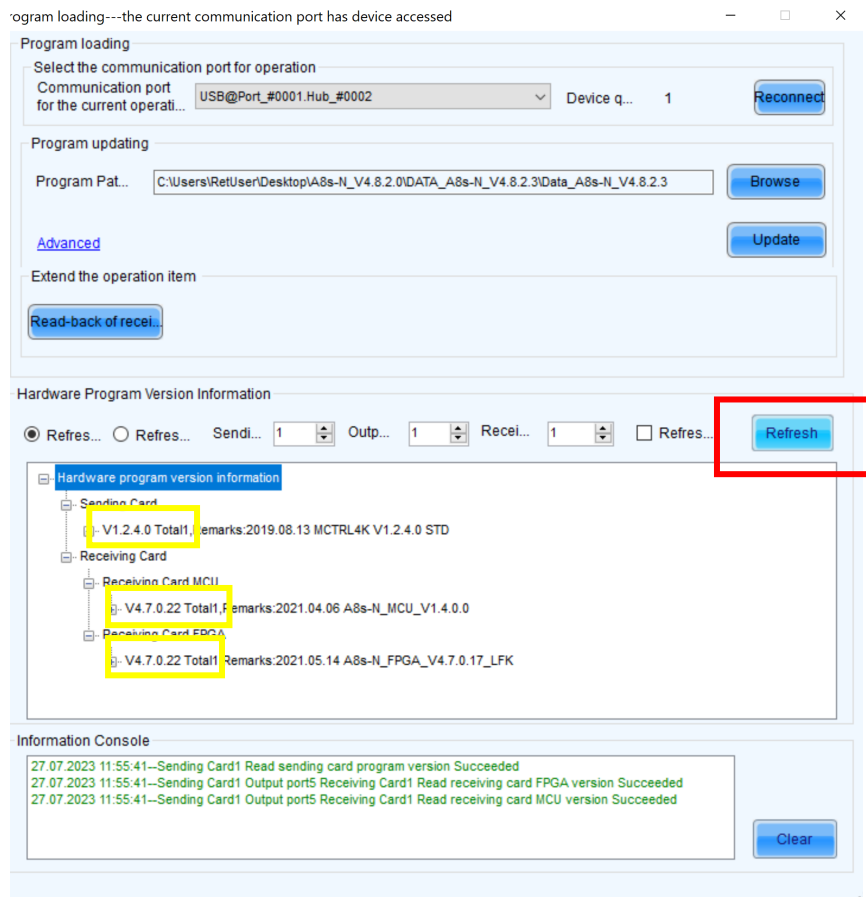 rogram loading---the current communication port has device accessed
Program loading
Select the communication port for operation
Communication port
for the current operati...
USB@Port_#0001.Hub_#0002
Device q...
1
Reconnect
Program updating
Program Pat...
C:\Users\RetUser\Desktop\A8s-N_V4.8.2.0\DATA_A8s-N_V4.8.2.3\Data_A8s-N_V4.8.2.3
Browse
Advanced
Update
Extend the operation item
Read-back of recei...
Hardware Program Version Information
Refres...
Refres...
Sendi...
1
Outp...
1
Recei...
1
Refres...
Refresh
Hardware program version information
Sending Card
V1.2.4.0 Total1,Remarks:2019.08.13 MCTRL4K V1.2.4.0 STD
Receiving Card
Receiving Card MCU
V4.7.0.22 Total1,Remarks:2021.04.06 A8s-N_MCU_V1.4.0.0
Receiving Card FPGA
V4.7.0.22 Total1 Remarks:2021.05.14 A8s-N_FPGA_V4.7.0.17_LFK
Information Console
27.07.2023 11:55:41--Sending Card1 Read sending card program version Succeeded
27.07.2023 11:55:41--Sending Card1 Output port5 Receiving Card1 Read receiving card FPGA version Succeeded
27.07.2023 11:55:41--Sending Card1 Output port5 Receiving Card1 Read receiving card MCU version Succeeded
Clear